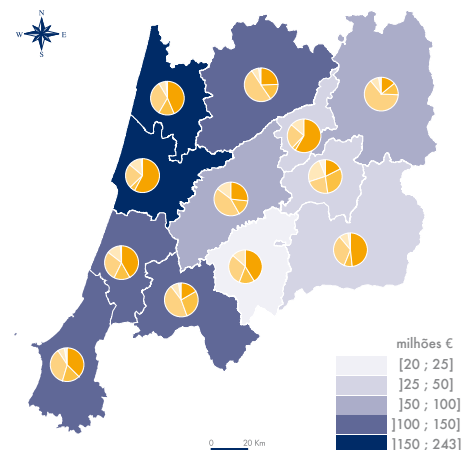 N
W E
S
milhões €
[20 ; 25]
]25 ; 50]
]50 ; 100]
]100 ; 150]
]150 ; 243]
0 20 Km